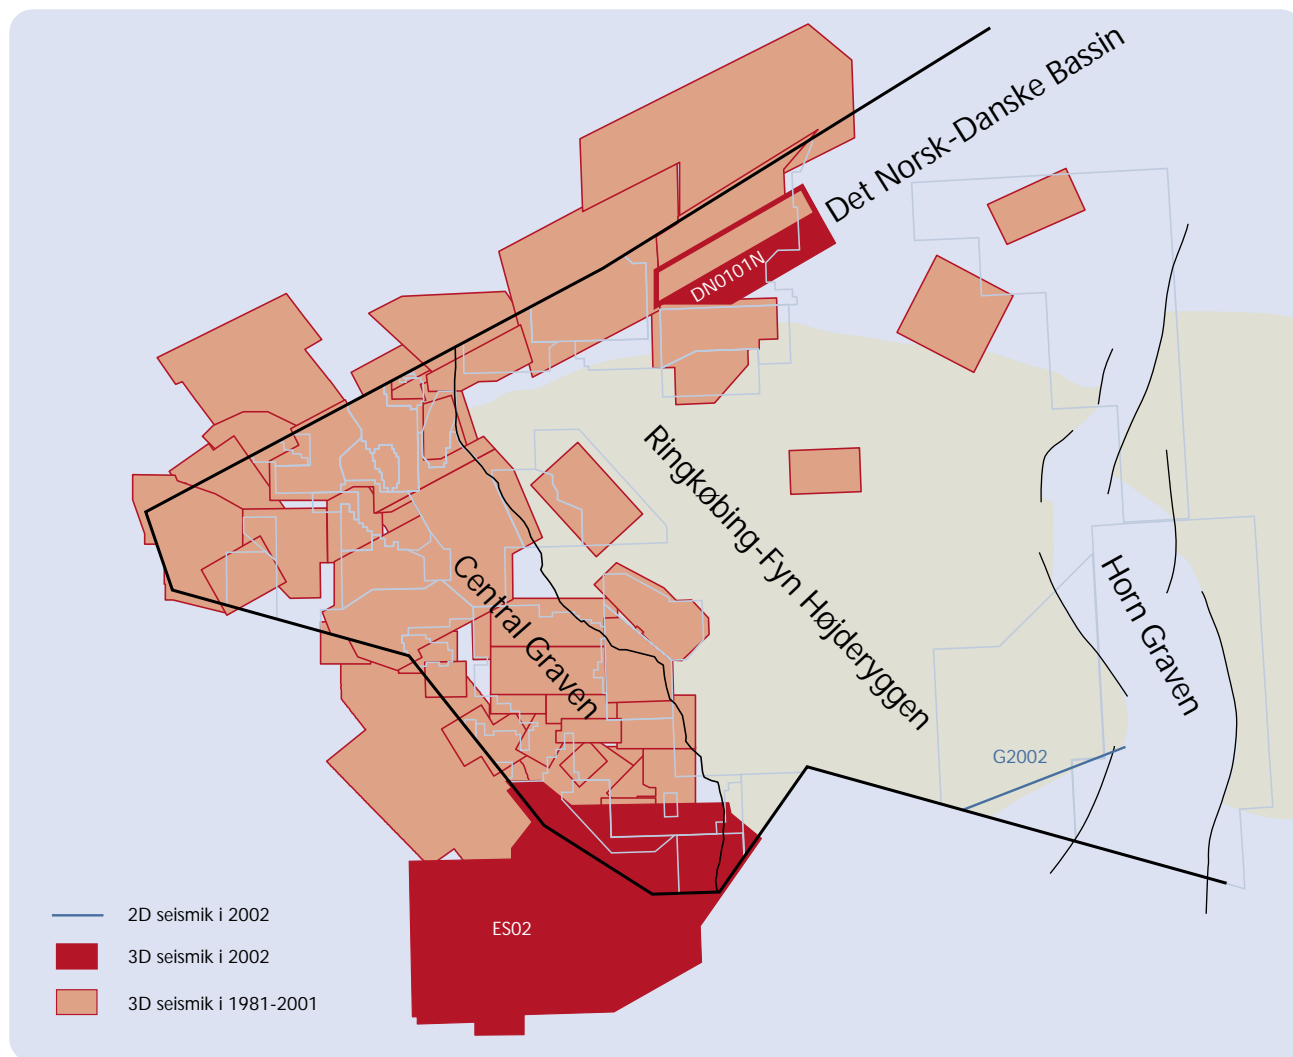 Det Norsk-Danske Bassin
DN0101N
Ringkøbing-Fyn Højderyggen
Central Graven
Horn Graven
G2002
ES02
2D seismik i 2002
3D seismik i 2002
3D seismik i 1981-2001